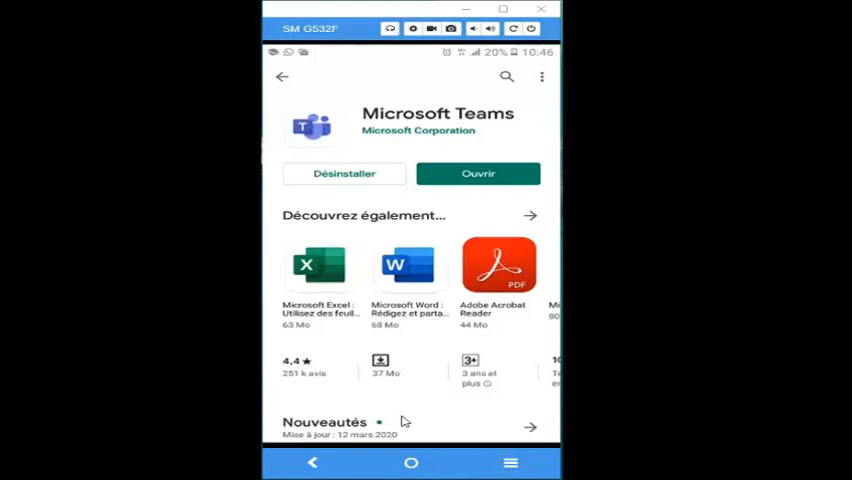 SM G532F
20% 10:46
Microsoft Teams
Microsoft Corporation
Désinstaller
Ouvrir
Découvrez également...
Microsoft Excel :
Utilisez des feuil...
63 Mo
Microsoft Word :
Rédigez et parta...
68 Mo
Adobe Acrobat
Reader
44 Mo
PDF
4,4★
251 k avis
37 Mo
3+
3 ans et
plus
Nouveautés
Mise à jour : 12 mars 2020